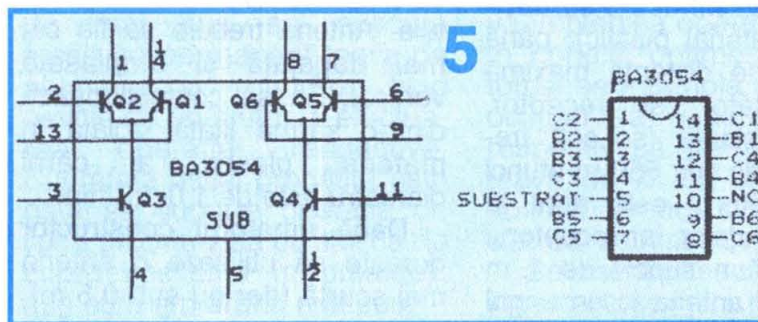 5
1 14 8 7
2 Q2 Q1 Q6 Q5 6
13 9
BA3054
3 Q3 Q4 11
SUB
4 5 12
BA3054
C2 1 14 C1
B2 2 13 B1
B3 3 12 C4
C3 4 11 B4
SUBSTRAT 5 10 NC
B5 6 9 B6
C5 7 8 C6